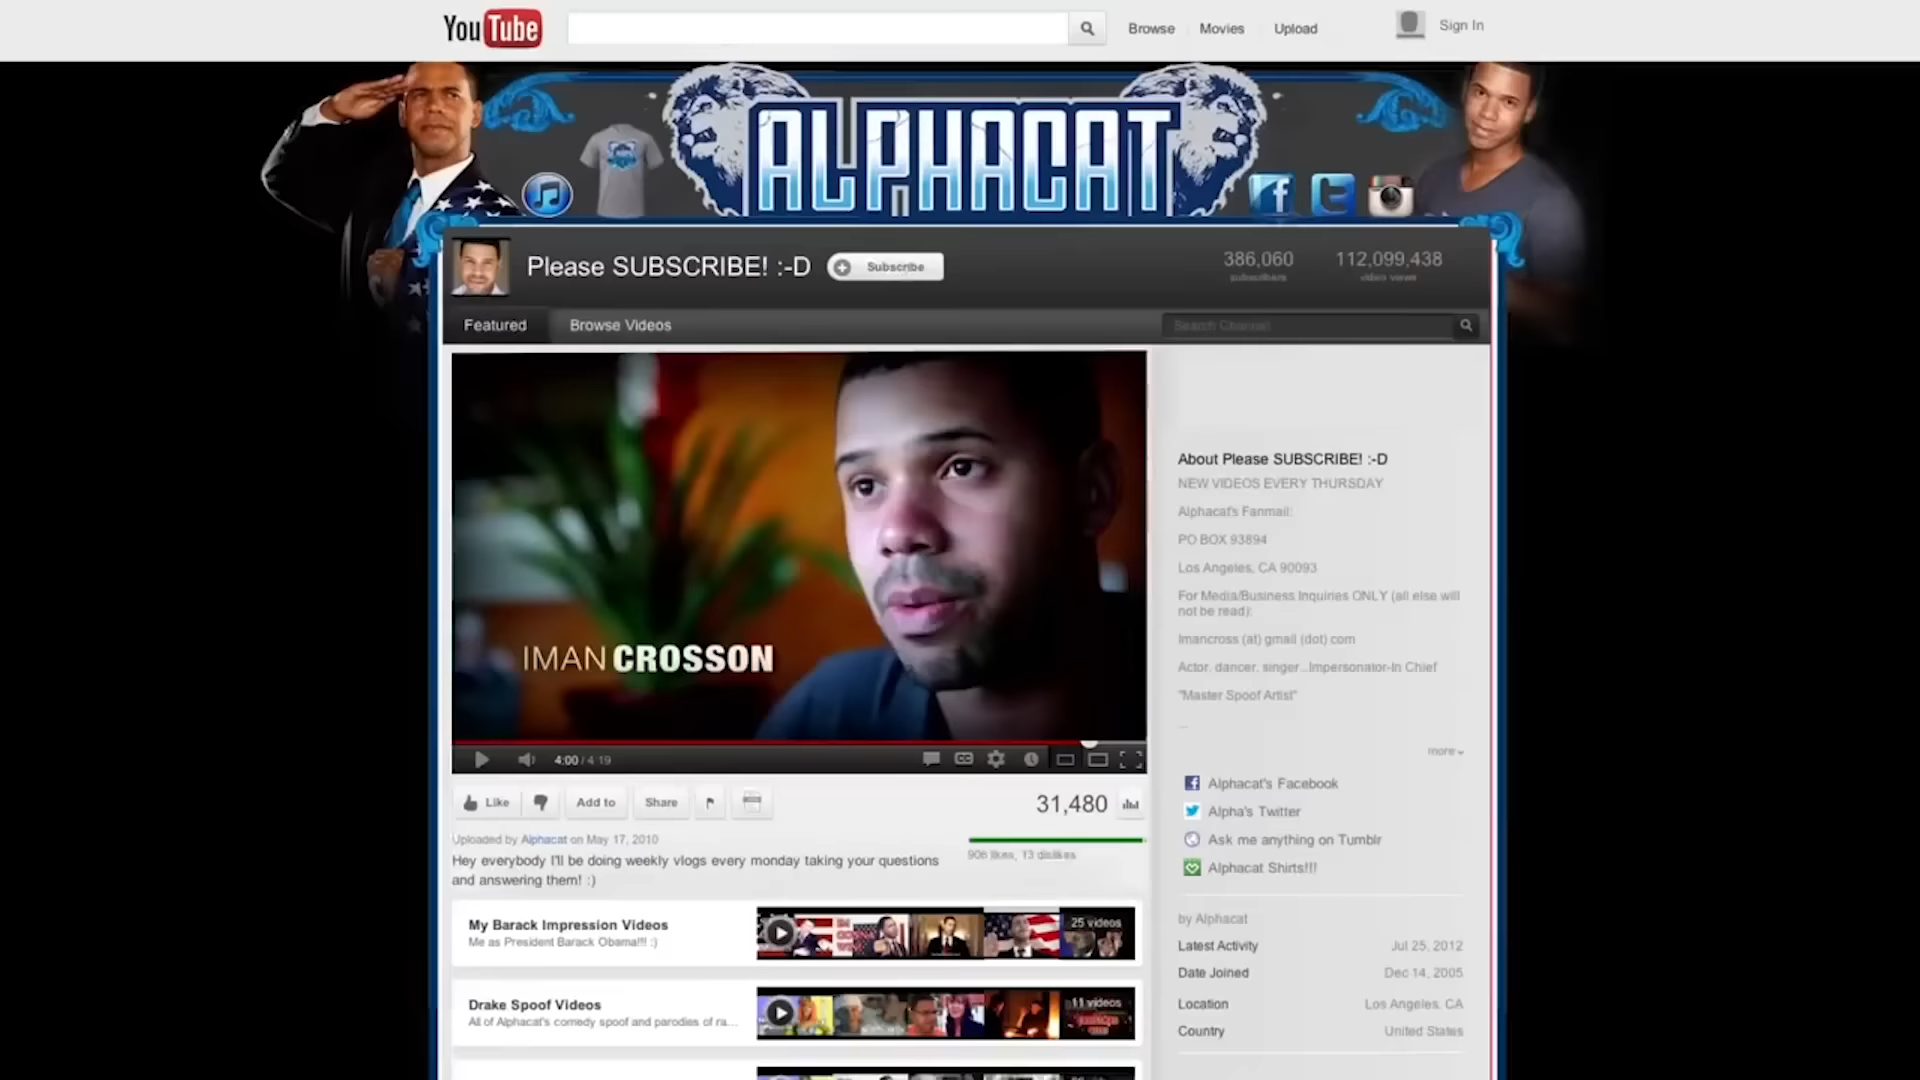 YouTube
Browse
Movies
Upload
Sign In
ALPHACAT
Please SUBSCRIBE! :-D
Subscribe
386,060
subscribers
112,099,438
video views
Featured
Browse Videos
Search Channel
IMAN CROSSON
4:00 / 4:19
Like
Add to
Share
31,480
Uploaded by Alphacat on May 17, 2010
906 likes, 13 dislikes
Hey everybody I'll be doing weekly vlogs every monday taking your questions
and answering them! :)
My Barack Impression Videos
Me as President Barack Obama!!! :)
25 videos
Drake Spoof Videos
All of Alphacat's comedy spoof and parodies of ra...
11 videos
About Please SUBSCRIBE! :-D
NEW VIDEOS EVERY THURSDAY
Alphacat's Fanmail:
PO BOX 93894
Los Angeles, CA 90093
For Media/Business Inquiries ONLY (all else will
not be read):
Imancross (at) gmail (dot) com
Actor, dancer, singer...Impersonator-In Chief
"Master Spoof Artist"
...
more
Alphacat's Facebook
Alpha's Twitter
Ask me anything on Tumblr
Alphacat Shirts!!!
by Alphacat
Latest Activity Jul 25, 2012
Date Joined Dec 14, 2005
Location Los Angeles, CA
Country United States